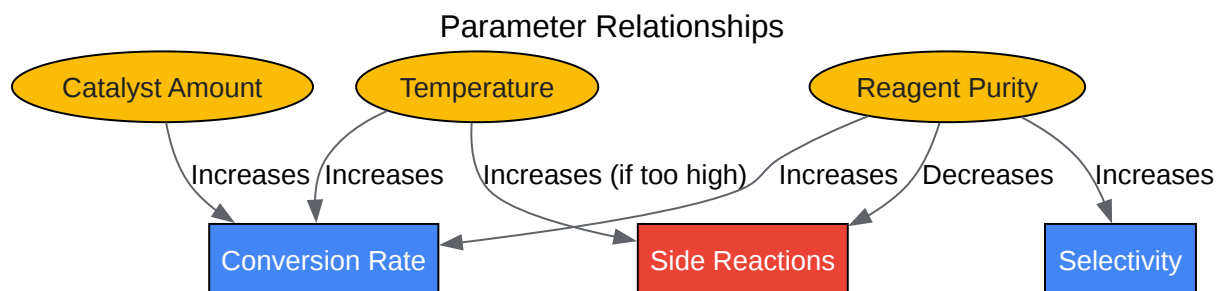 Parameter Relationships
Catalyst Amount
Temperature
Reagent Purity
Increases
Increases
Increases (if too high)
Increases
Decreases
Increases
Conversion Rate
Side Reactions
Selectivity